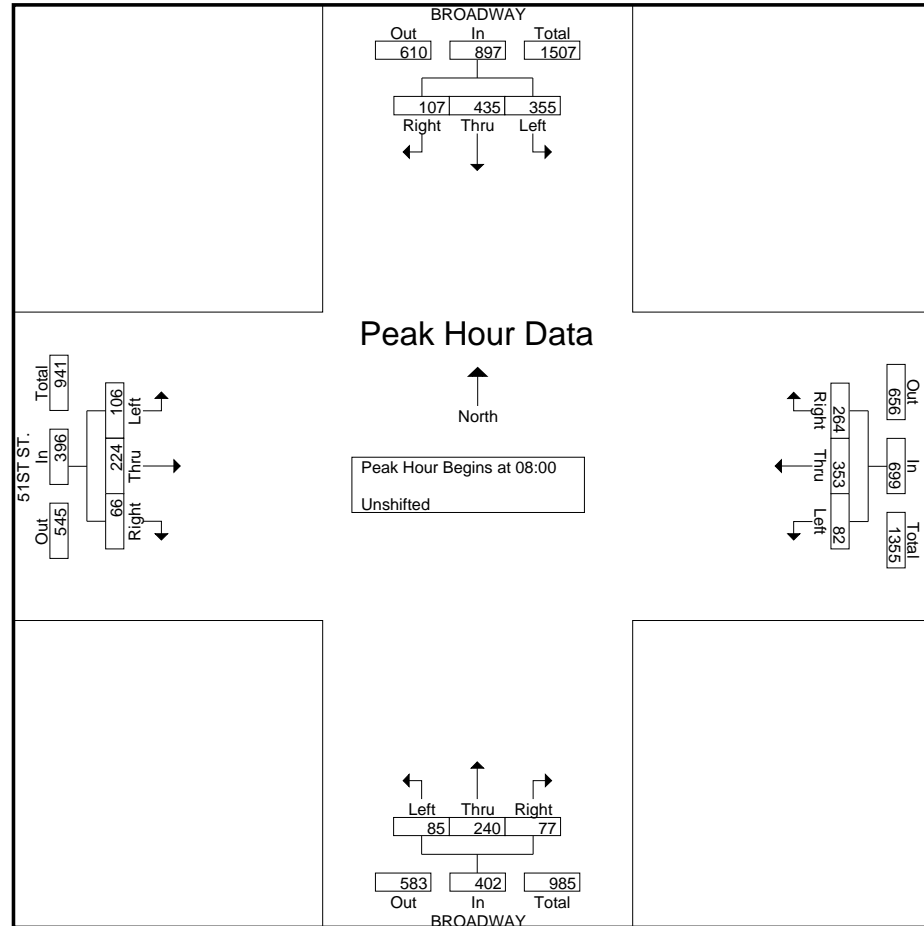 BROADWAY
Out In Total
610 897 1507
107 435 355
Right Thru Left
Peak Hour Data
North
Peak Hour Begins at 08:00
Unshifted
51ST ST.
Total In Out
941 396 545
106 224 66
Left Thru Right
Right Thru Left
264 353 82
Out In Total
656 699 1355
Left Thru Right
85 240 77
583 402 985
Out In Total
BROADWAY